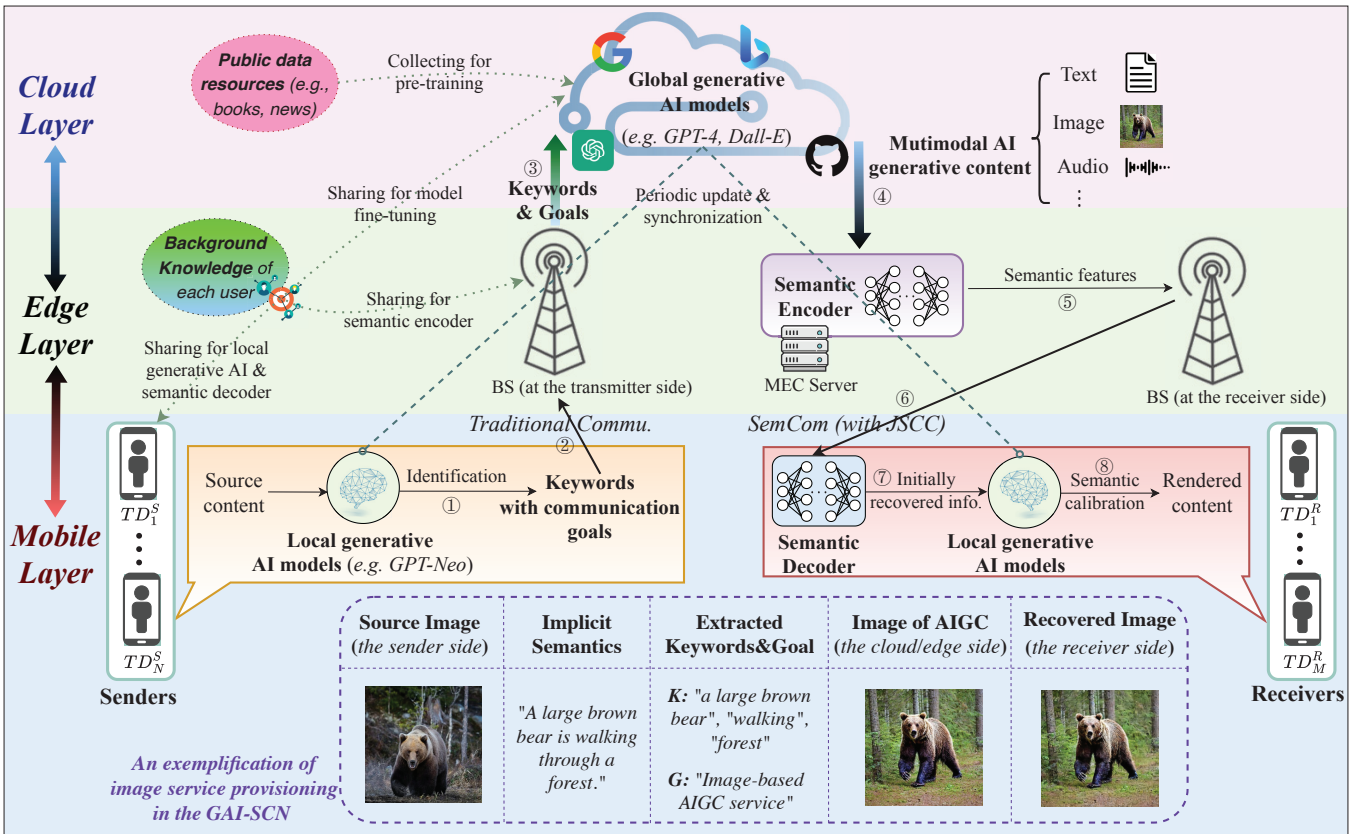 Cloud
Layer
Edge
Layer
Mobile
Layer
Public data
resources (e.g.,
books, news)
Collecting for
pre-training
Global generative
AI models
(e.g. GPT-4, Dall-E)
Mutimodal AI
generative content
Text
Image
Audio
⋮
③
Keywords
& Goals
Sharing for model
fine-tuning
Periodic update &
synchronization
④
Background
Knowledge of
each user
Sharing for
semantic encoder
Sharing for local
generative AI &
semantic decoder
BS (at the transmitter side)
Semantic
Encoder
MEC Server
Semantic features
⑤
BS (at the receiver side)
⑥
Traditional Commu.
②
SemCom (with JSCC)
TD₁ˢ
TD_Nˢ
Senders
Source
content
Identification
①
Keywords
with communication
goals
Local generative
AI models (e.g. GPT-Neo)
Semantic
Decoder
⑦ Initially
recovered info.
Local generative
AI models
⑧
Semantic
calibration
Rendered
content
TD₁ᴿ
TD_Mᴿ
Receivers
An exemplification of
image service provisioning
in the GAI-SCN
Source Image
(the sender side)
Implicit
Semantics
"A large brown
bear is walking
through a
forest."
Extracted
Keywords&Goal
K: "a large brown
bear", "walking",
"forest"
G: "Image-based
AIGC service"
Image of AIGC
(the cloud/edge side)
Recovered Image
(the receiver side)